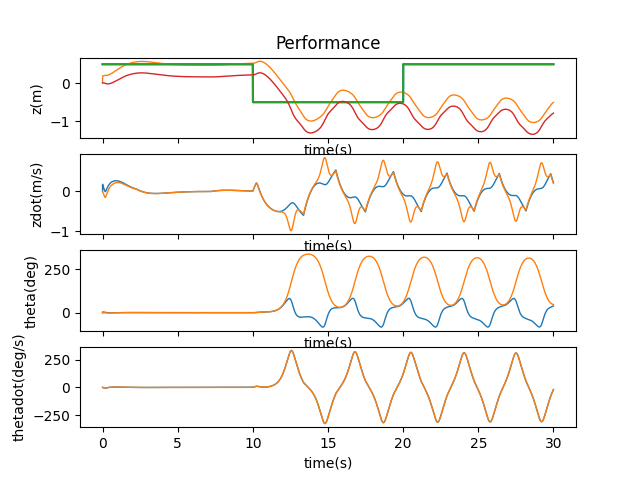 Performance
z(m)
0
−1
time(s)
zdot(m/s)
0
−1
time(s)
theta(deg)
250
0
time(s)
thetadot(deg/s)
250
0
−250
0 5 10 15 20 25 30
time(s)